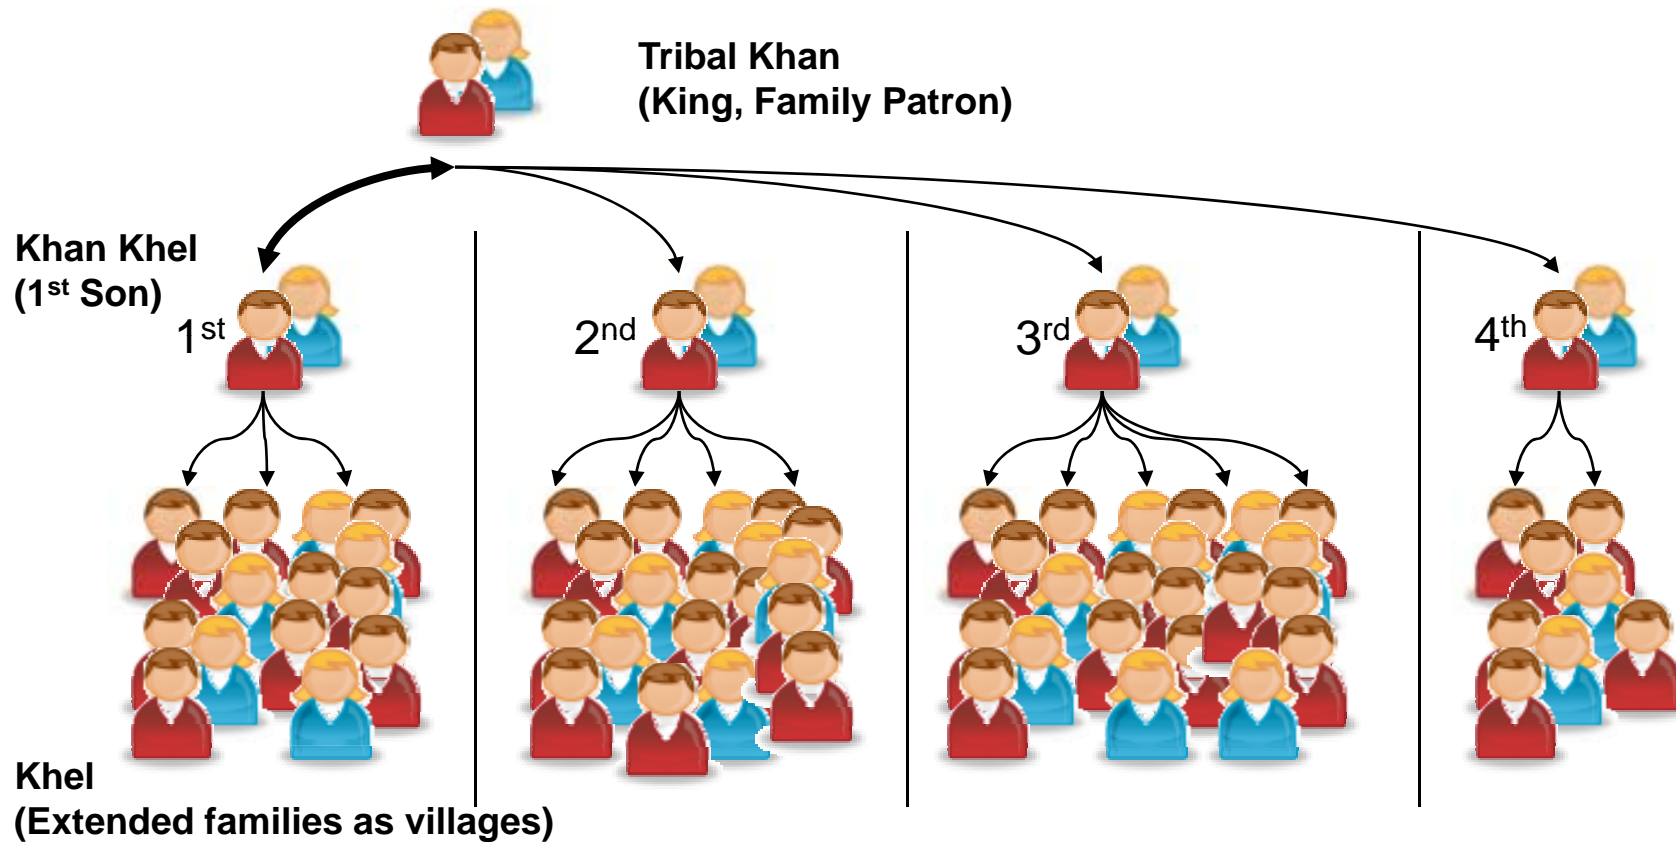 Tribal Khan
(King, Family Patron)
Khan Khel
(1st Son)
1st
2nd
3rd
4th
Khel
(Extended families as villages)